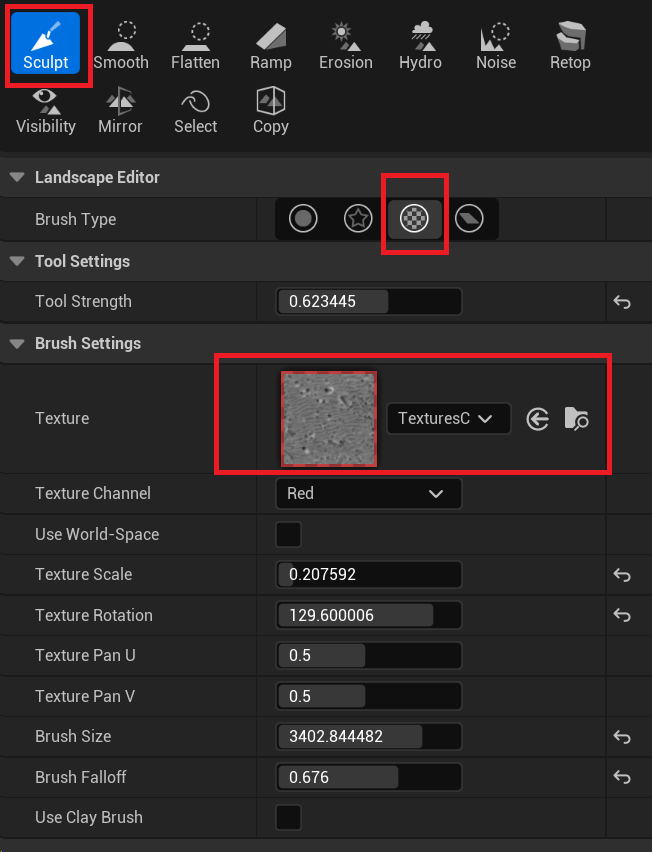 Sculpt Smooth Flatten Ramp Erosion Hydro Noise Retop
Visibility Mirror Select Copy
Landscape Editor
Brush Type
Tool Settings
Tool Strength 0.623445
Brush Settings
Texture TexturesC
Texture Channel Red
Use World-Space
Texture Scale 0.207592
Texture Rotation 129.600006
Texture Pan U 0.5
Texture Pan V 0.5
Brush Size 3402.844482
Brush Falloff 0.676
Use Clay Brush